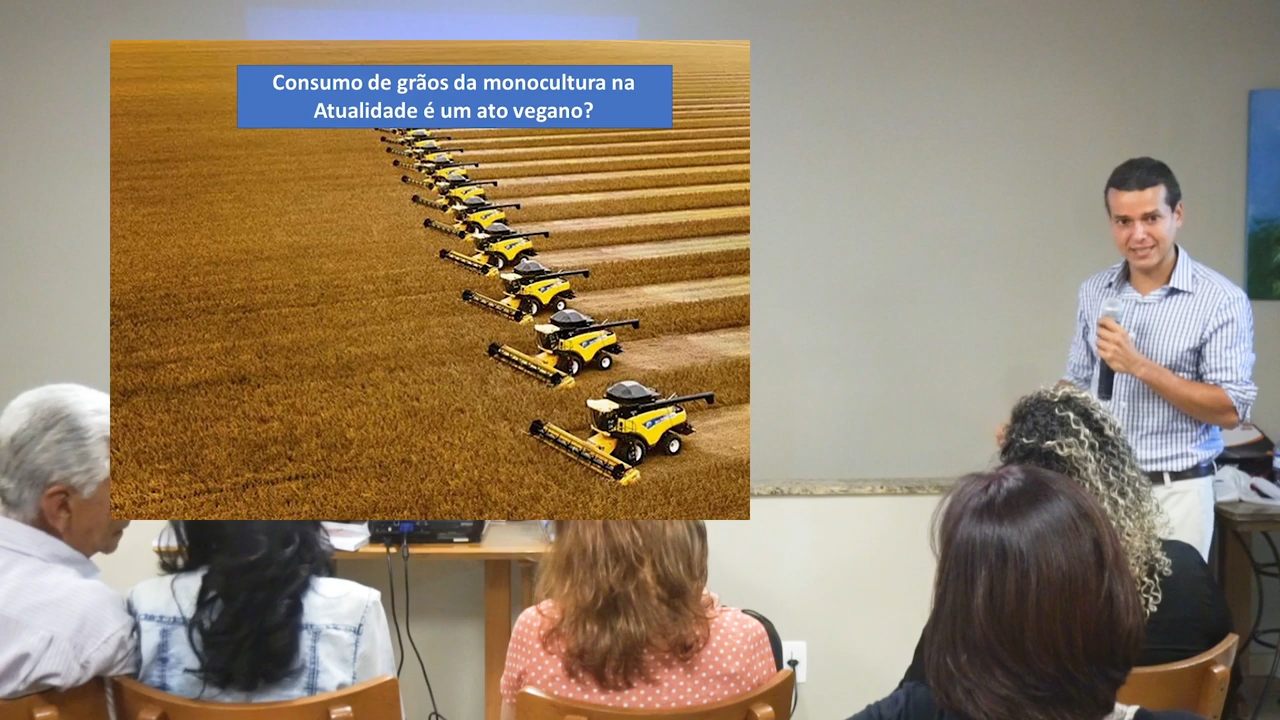 Consumo de grãos da monocultura na
Atualidade é um ato vegano?